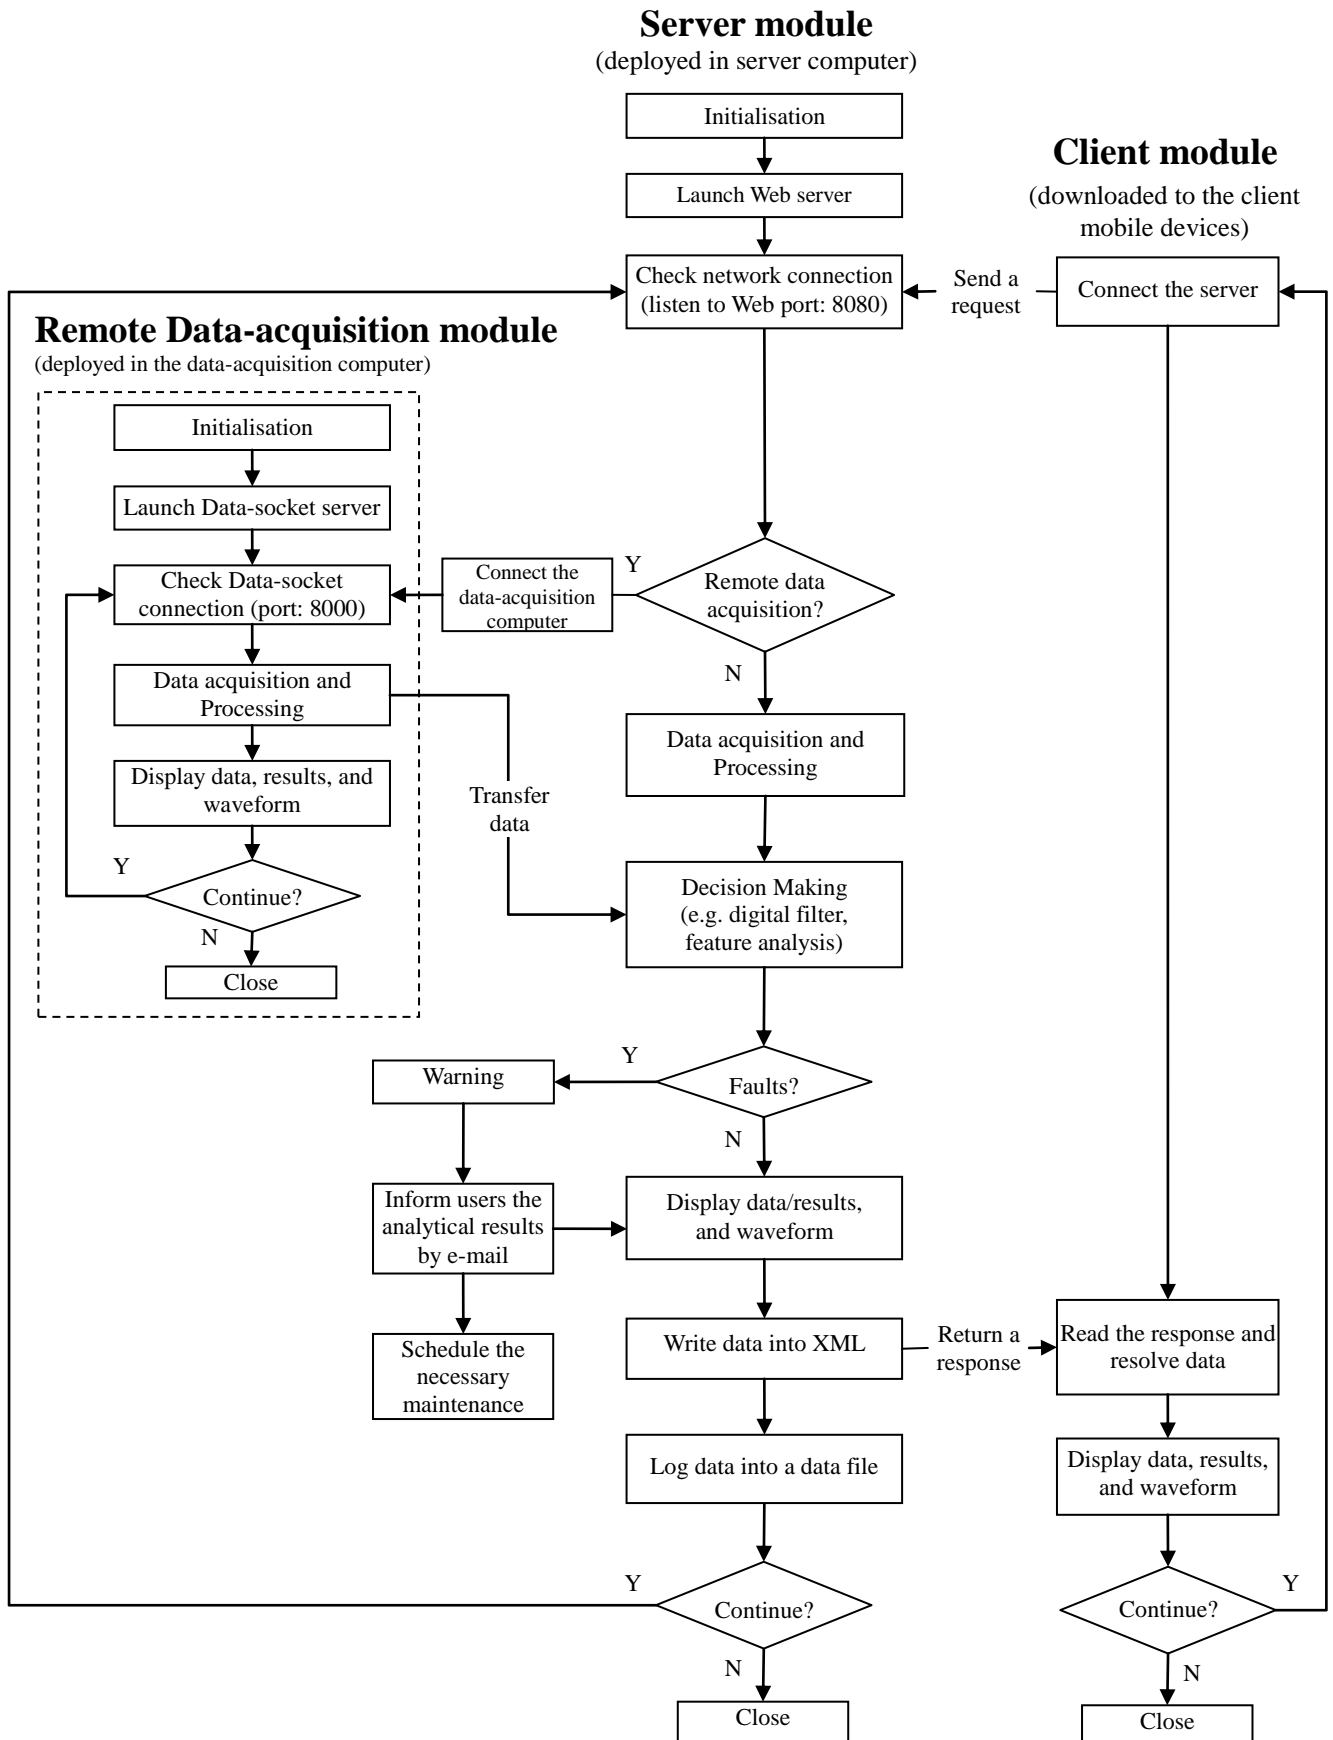 Server module
(deployed in server computer)
Initialisation
Launch Web server
Check network connection
(listen to Web port: 8080)
Send a
request
Client module
(downloaded to the client
mobile devices)
Connect the server
Remote Data-acquisition module
(deployed in the data-acquisition computer)
Initialisation
Launch Data-socket server
Check Data-socket
connection (port: 8000)
Data acquisition and
Processing
Display data, results, and
waveform
Y
Continue?
N
Close
Connect the
data-acquisition
computer
Y
Remote data
acquisition?
N
Data acquisition and
Processing
Transfer
data
Decision Making
(e.g. digital filter,
feature analysis)
Y
Faults?
N
Warning
Inform users the
analytical results
by e-mail
Schedule the
necessary
maintenance
Display data/results,
and waveform
Write data into XML
Return a
response
Log data into a data file
Y
Continue?
N
Close
Read the response and
resolve data
Display data, results,
and waveform
Continue?
Y
N
Close